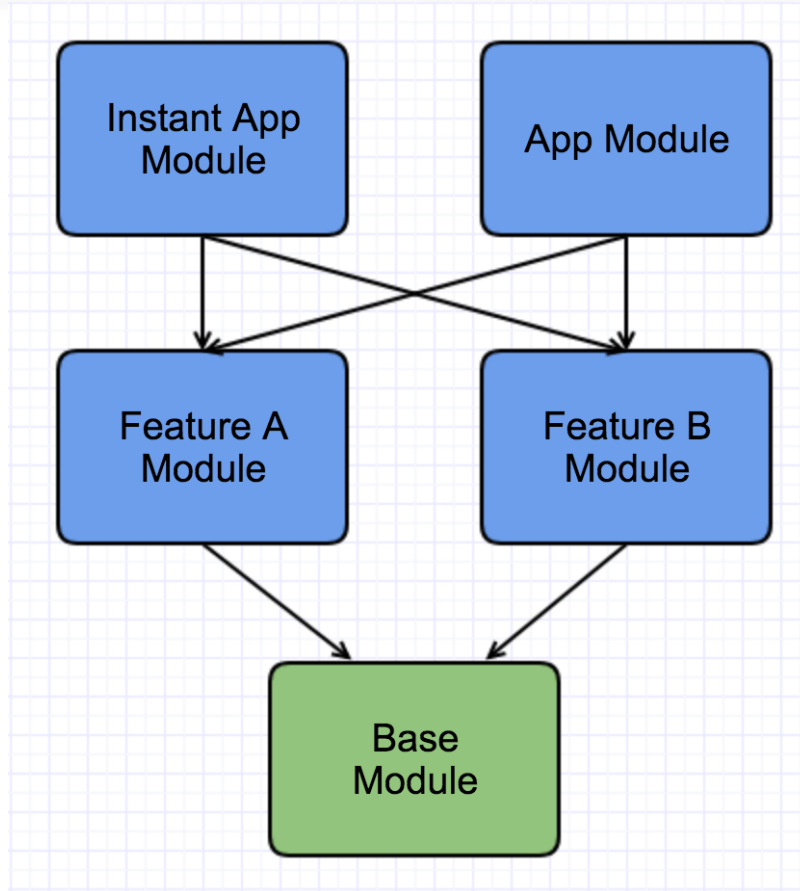 Instant App
Module
App Module
Feature A
Module
Feature B
Module
Base
Module